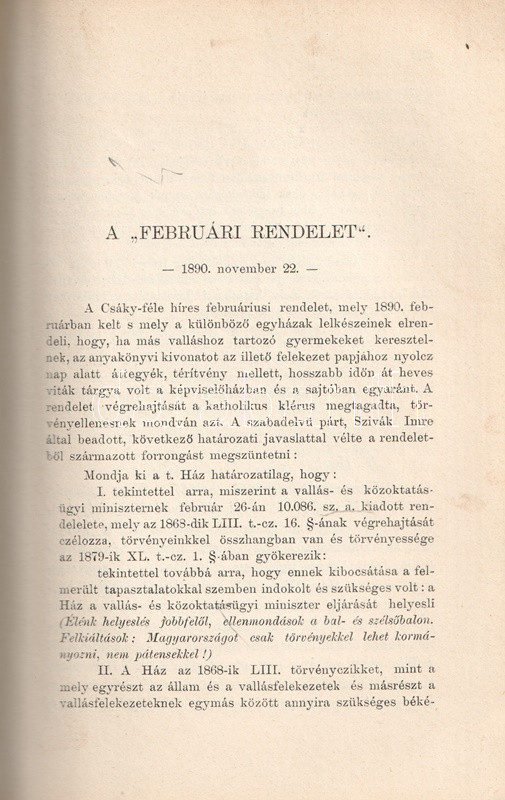 A „FEBRUÁRI RENDELET“.
— 1890. november 22. —
A Csáky-féle híres februáriusi rendelet, mely 1890. feb-
ruárban kelt s mely a különböző egyházak lelkészeinek elren-
deli, hogy, ha más valláshoz tartozó gyermekeket keresztel-
nek, az anyakönyvi kivonatot az illető felekezet papjához nyolcz
nap alatt áttegyék, térítvény mellett, hosszabb időn át heves
viták tárgya volt a képviselőházban és a sajtóban egyaránt. A
rendelet végrehajtását a katholikus klérus megtagadta, tör-
vényellenesnek mondván azt. A szabadelvű párt, Szivák Imre
által beadott, következő határozati javaslattal vélte a rendelet-
ből származott forrongást megszüntetni :
Mondja ki a t. Ház határozatilag, hogy :
I. tekintettel arra, miszerint a vallás- és közoktatás-
ügyi miniszternek február 26-án 10.086. sz. a. kiadott ren-
delelete, mely az 1868-dik LIII. t.-cz. 16. §-ának végrehajtását
czélozza, törvényeinkkel összhangban van és törvényessége
az 1879-ik XL. t.-cz. 1. §-ában gyökerezik :
tekintettel továbbá arra, hogy ennek kibocsátása a fel-
merült tapasztalatokkal szemben indokolt és szükséges volt : a
Ház a vallás- és közoktatásügyi miniszter eljárását helyesli
(Élénk helyeslés jobbfelől, ellenmondások a bal- és szélsőbalon.
Felkiáltások : Magyarországot csak törvényekkel lehet kormá-
nyozni, nem pátensekkel !)
II. A Ház az 1868-ik LIII. törvényczikket, mint a
mely egyrészt az állam és a vallásfelekezetek és másrészt a
vallásfelekezeteknek egymás között annyira szükséges béké-